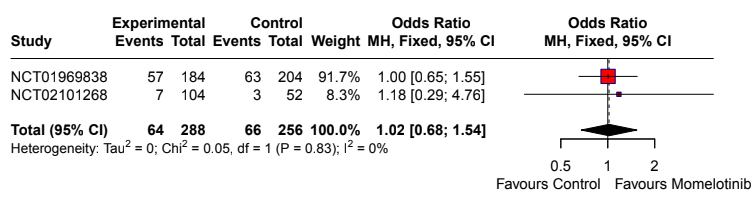 Experimental Control Odds Ratio Odds Ratio
Study Events Total Events Total Weight MH, Fixed, 95% CI MH, Fixed, 95% CI
NCT01969838 57 184 63 204 91.7% 1.00 [0.65; 1.55]
NCT02101268 7 104 3 52 8.3% 1.18 [0.29; 4.76]
Total (95% CI) 64 288 66 256 100.0% 1.02 [0.68; 1.54]
Heterogeneity: Tau² = 0; Chi² = 0.05, df = 1 (P = 0.83); I² = 0%
0.5 1 2
Favours Control Favours Momelotinib